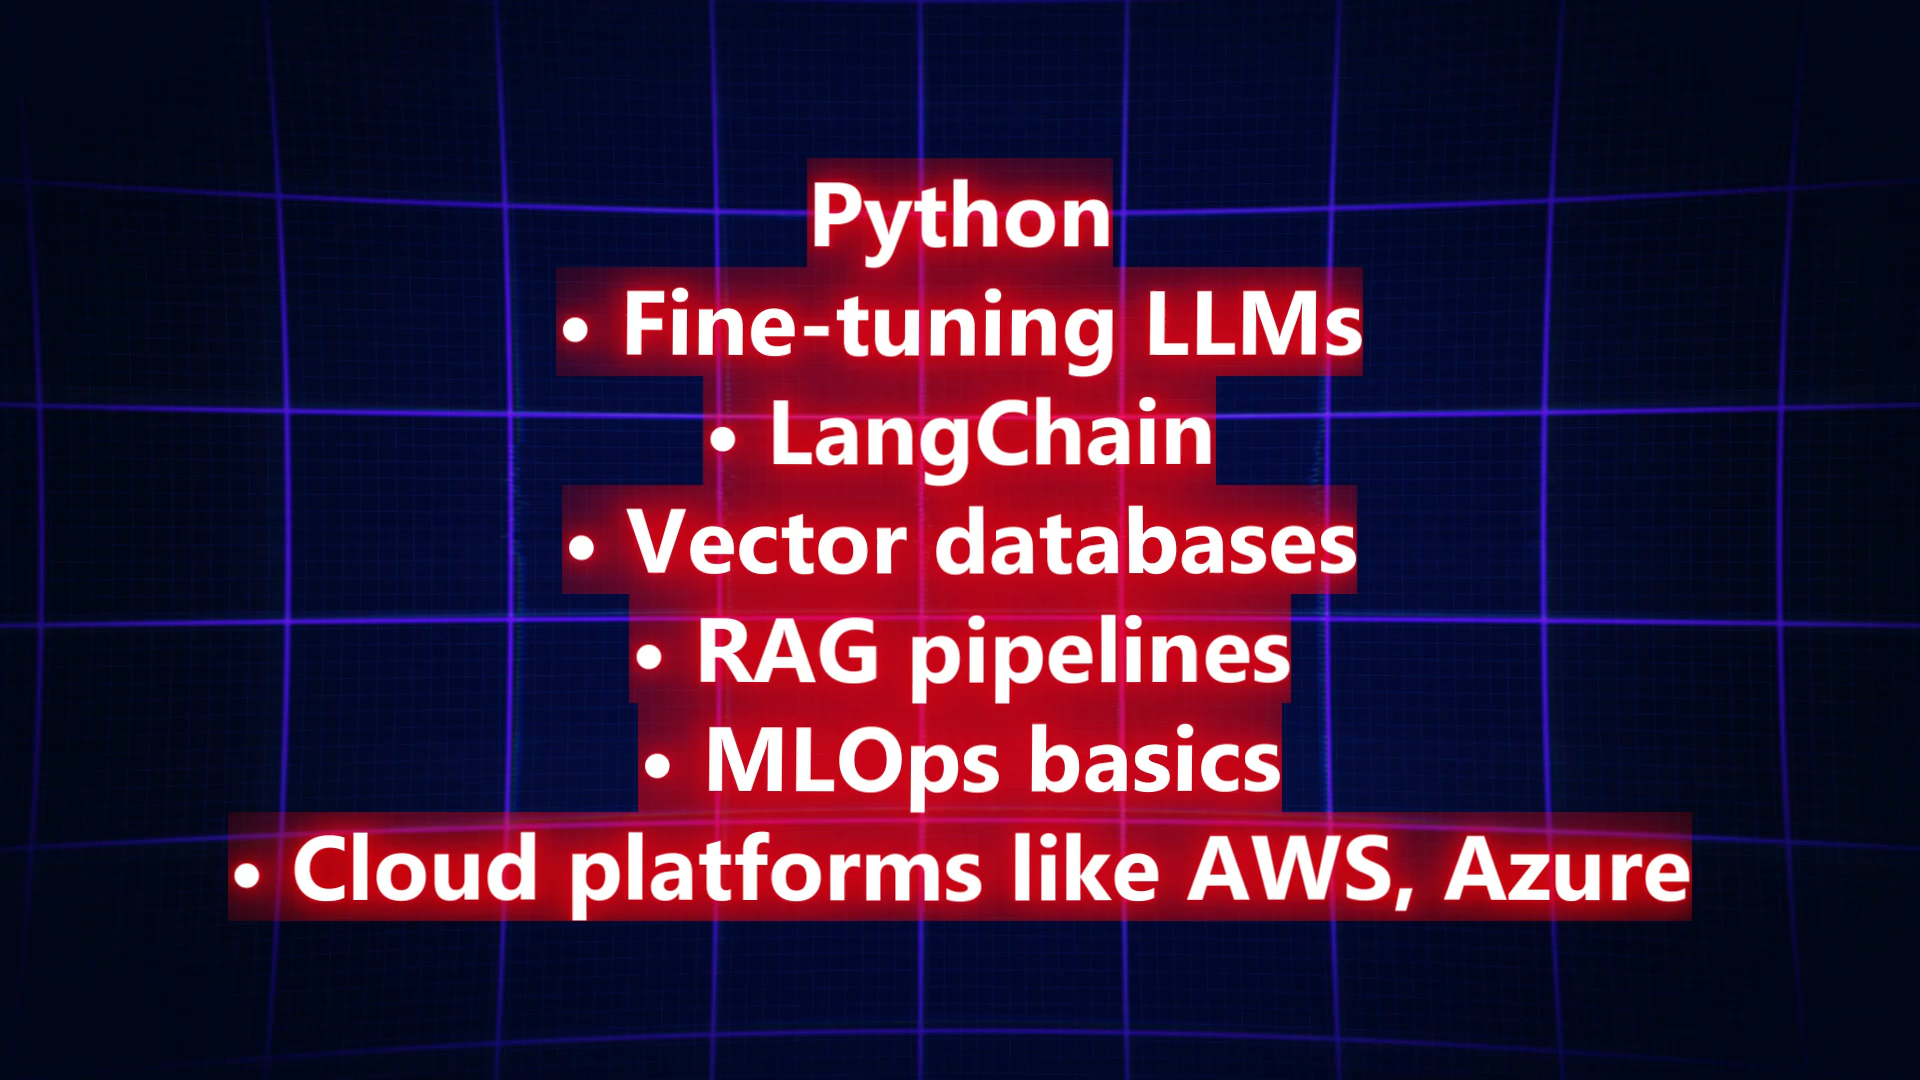 Python
• Fine-tuning LLMs
• LangChain
• Vector databases
• RAG pipelines
• MLOps basics
• Cloud platforms like AWS, Azure